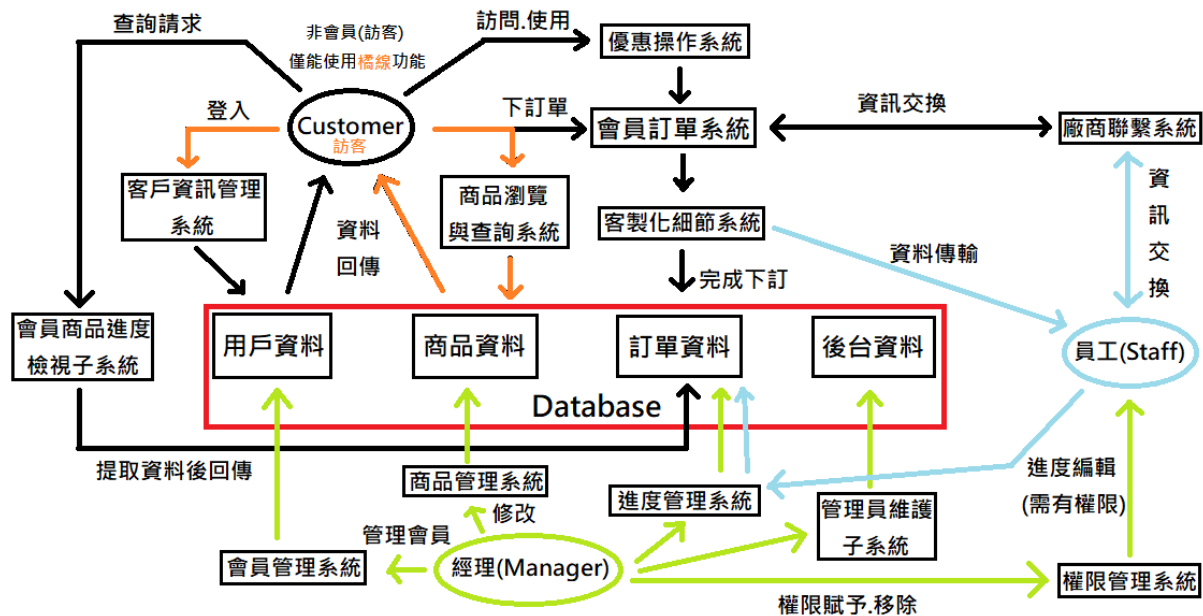 查詢請求
非會員(訪客)
僅能使用橘線功能
訪問.使用
優惠操作系統
登入
Customer
訪客
下訂單
會員訂單系統
資訊交換
廠商聯繫系統
客戶資訊管理
系統
資料
回傳
商品瀏覽
與查詢系統
客製化細節系統
資料傳輸
資
訊
交
換
完成下訂
會員商品進度
檢視子系統
用戶資料
商品資料
訂單資料
後台資料
員工(Staff)
Database
提取資料後回傳
商品管理系統
修改
進度管理系統
管理員維護
子系統
進度編輯
(需有權限)
管理會員
會員管理系統
經理(Manager)
權限管理系統
權限賦予.移除